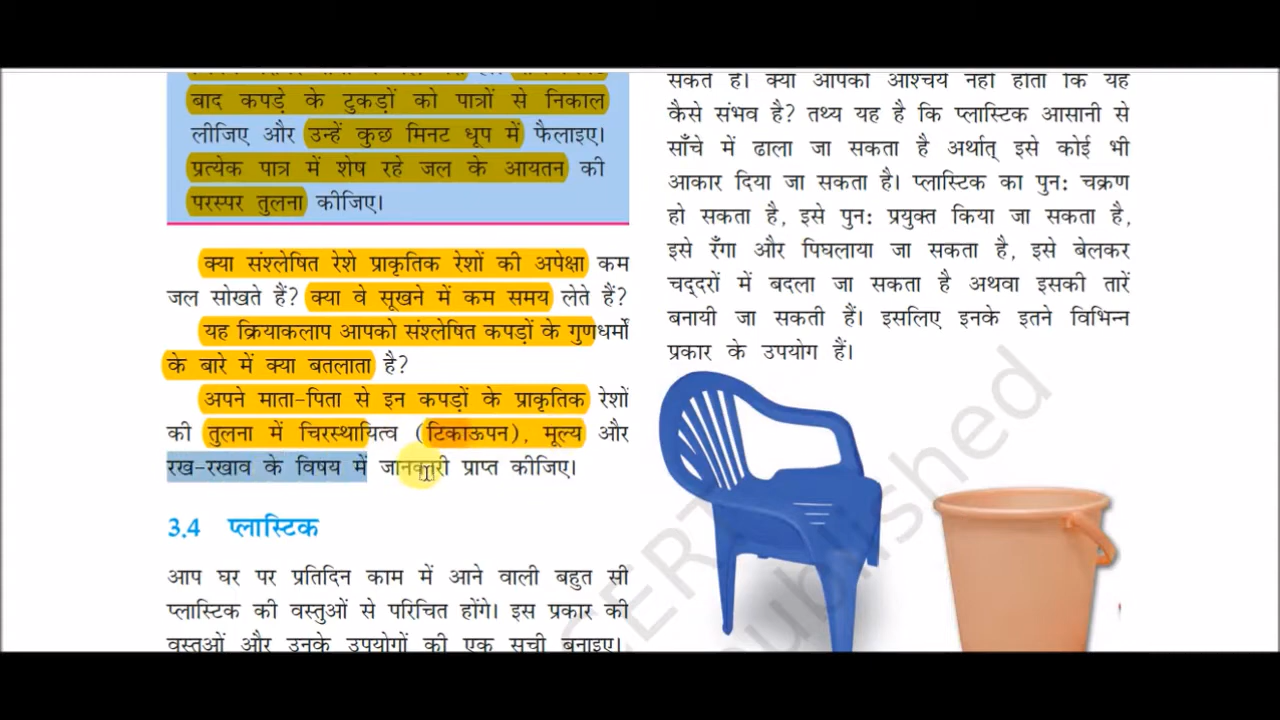 बाद कपड़े के टुकड़ों को पात्रों से निकाल
लीजिए और उन्हें कुछ मिनट धूप में फैलाइए।
प्रत्येक पात्र में शेष रहे जल के आयतन की
परस्पर तुलना कीजिए।
क्या संश्लेषित रेशे प्राकृतिक रेशों की अपेक्षा कम
जल सोखते हैं? क्या वे सूखने में कम समय लेते हैं?
यह क्रियाकलाप आपको संश्लेषित कपड़ों के गुणधर्मों
के बारे में क्या बतलाता है?
अपने माता-पिता से इन कपड़ों के प्राकृतिक रेशों
की तुलना में चिरस्थायित्व (टिकाऊपन), मूल्य और
रख-रखाव के विषय में जानकारी प्राप्त कीजिए।
3.4 प्लास्टिक
आप घर पर प्रतिदिन काम में आने वाली बहुत सी
प्लास्टिक की वस्तुओं से परिचित होंगे। इस प्रकार की
वस्तुओं और उनके उपयोगों की एक सूची बनाइए।
सकते हैं। क्या आपको आश्चर्य नहीं होता कि यह
कैसे संभव है? तथ्य यह है कि प्लास्टिक आसानी से
साँचे में ढाला जा सकता है अर्थात् इसे कोई भी
आकार दिया जा सकता है। प्लास्टिक का पुन: चक्रण
हो सकता है, इसे पुन: प्रयुक्त किया जा सकता है,
इसे रँगा और पिघलाया जा सकता है, इसे बेलकर
चद्दरों में बदला जा सकता है अथवा इसकी तारें
बनायी जा सकती हैं। इसलिए इनके इतने विभिन्न
प्रकार के उपयोग हैं।